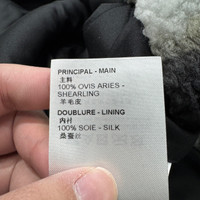 PRINCIPAL - MAIN
主料
100% OVIS ARIES -
SHEARLING
羊毛皮
DOUBLURE - LINING
内衬
100% SOIE - SILK
桑蚕丝